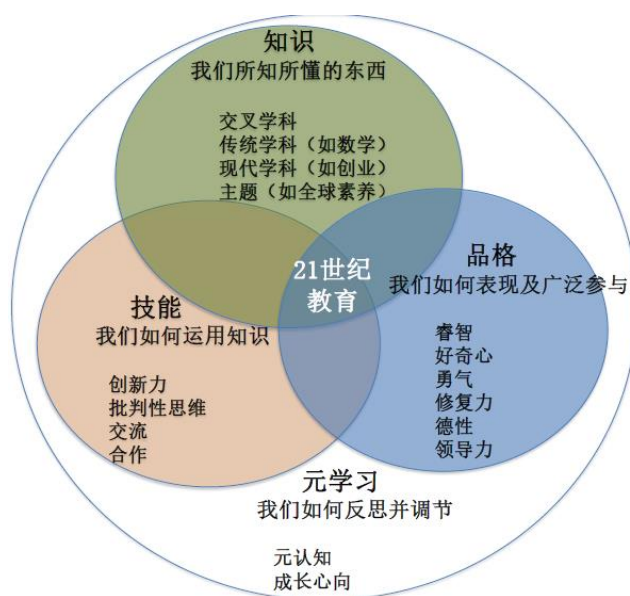 知识
我们所知所懂的东西
交叉学科
传统学科（如数学）
现代学科（如创业）
主题（如全球素养）
21世纪
教育
品格
我们如何表现及广泛参与
睿智
好奇心
勇气
修复力
德性
领导力
技能
我们如何运用知识
创新力
批判性思维
交流
合作
元学习
我们如何反思并调节
元认知
成长心向